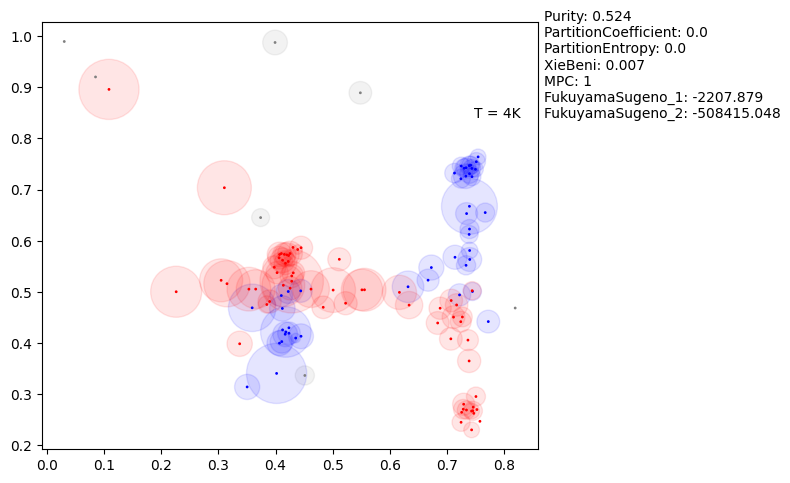 Purity: 0.524
PartitionCoefficient: 0.0
PartitionEntropy: 0.0
XieBeni: 0.007
MPC: 1
FukuyamaSugeno_1: -2207.879
FukuyamaSugeno_2: -508415.048
T = 4K
1.0
0.9
0.8
0.7
0.6
0.5
0.4
0.3
0.2
0.0 0.1 0.2 0.3 0.4 0.5 0.6 0.7 0.8